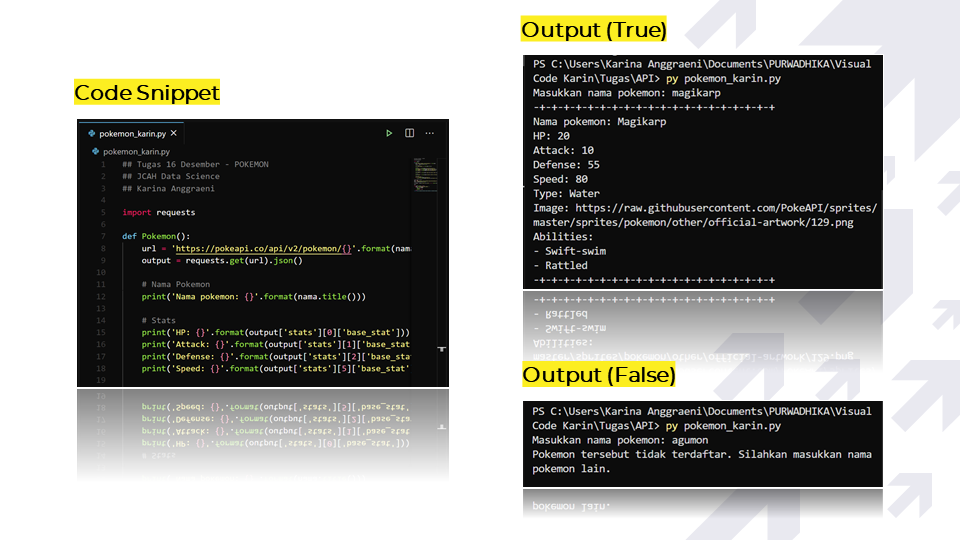 Code Snippet
pokemon_karin.py
pokemon_karin.py
1 ## Tugas 16 Desember - POKEMON
2 ## JCAH Data Science
3 ## Karina Anggraeni
4
5 import requests
6
7 def Pokemon():
8 url = 'https://pokeapi.co/api/v2/pokemon/{}'.format(nama
9 output = requests.get(url).json()
10
11 # Nama Pokemon
12 print('Nama pokemon: {}'.format(nama.title()))
13
14 # Stats
15 print('HP: {}'.format(output['stats'][0]['base_stat']))
16 print('Attack: {}'.format(output['stats'][1]['base_stat
17 print('Defense: {}'.format(output['stats'][2]['base_sta
18 print('Speed: {}'.format(output['stats'][5]['base_stat'
19
Output (True)
PS C:\Users\Karina Anggraeni\Documents\PURWADHIKA\Visual
Code Karin\Tugas\API> py pokemon_karin.py
Masukkan nama pokemon: magikarp
-+-+-+-+-+-+-+-+-+-+-+-+-+-+-+-+-+-+-+-+
Nama pokemon: Magikarp
HP: 20
Attack: 10
Defense: 55
Speed: 80
Type: Water
Image: https://raw.githubusercontent.com/PokeAPI/sprites/
master/sprites/pokemon/other/official-artwork/129.png
Abilities:
- Swift-swim
- Rattled
-+-+-+-+-+-+-+-+-+-+-+-+-+-+-+-+-+-+-+-+
Output (False)
PS C:\Users\Karina Anggraeni\Documents\PURWADHIKA\Visual
Code Karin\Tugas\API> py pokemon_karin.py
Masukkan nama pokemon: agumon
Pokemon tersebut tidak terdaftar. Silahkan masukkan nama
pokemon lain.